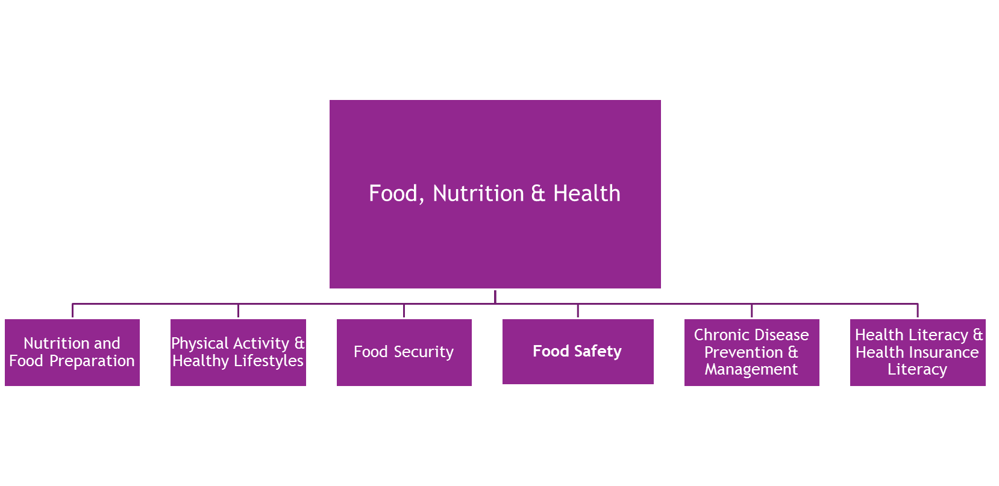 Food, Nutrition & Health
Nutrition and
Food Preparation
Physical Activity &
Healthy Lifestyles
Food Security
Food Safety
Chronic Disease
Prevention &
Management
Health Literacy &
Health Insurance
Literacy